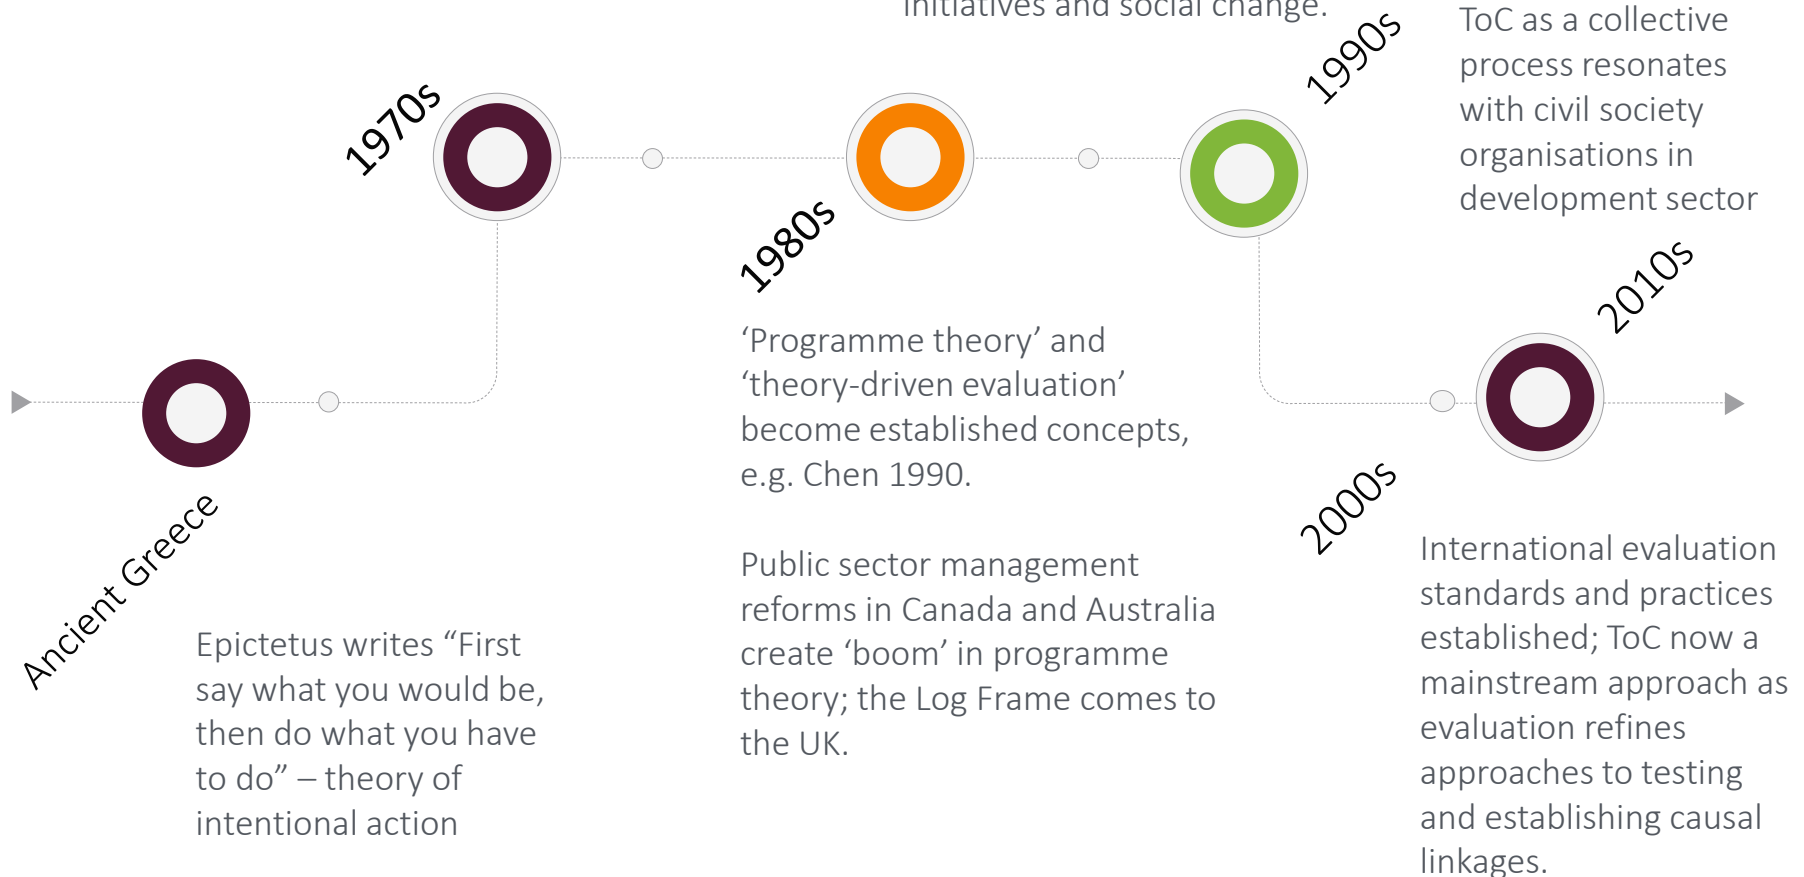 initiatives and social change.
1970s
1990s
ToC as a collective
process resonates
with civil society
organisations in
development sector
1980s
2010s
‘Programme theory’ and
‘theory-driven evaluation’
become established concepts,
e.g. Chen 1990.
Public sector management
reforms in Canada and Australia
create ‘boom’ in programme
theory; the Log Frame comes to
the UK.
Ancient Greece
Epictetus writes “First
say what you would be,
then do what you have
to do” – theory of
intentional action
2000s
International evaluation
standards and practices
established; ToC now a
mainstream approach as
evaluation refines
approaches to testing
and establishing causal
linkages.